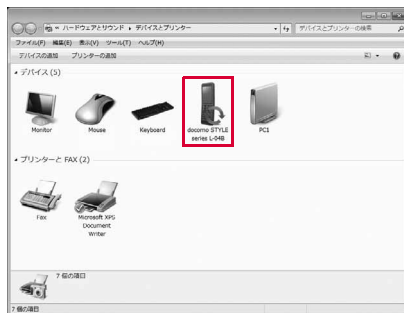 « ハードウェアとサウンド ▸ デバイスとプリンター
デバイスとプリンターの検索
ファイル(F) 編集(E) 表示(V) ツール(T) ヘルプ(H)
デバイスの追加 プリンターの追加
デバイス (5)
Monitor
Mouse
Keyboard
docomo STYLE
series L-04B
PC1
プリンターと FAX (2)
Fax
Microsoft XPS
Document
Writer
7 個の項目
7 個の項目